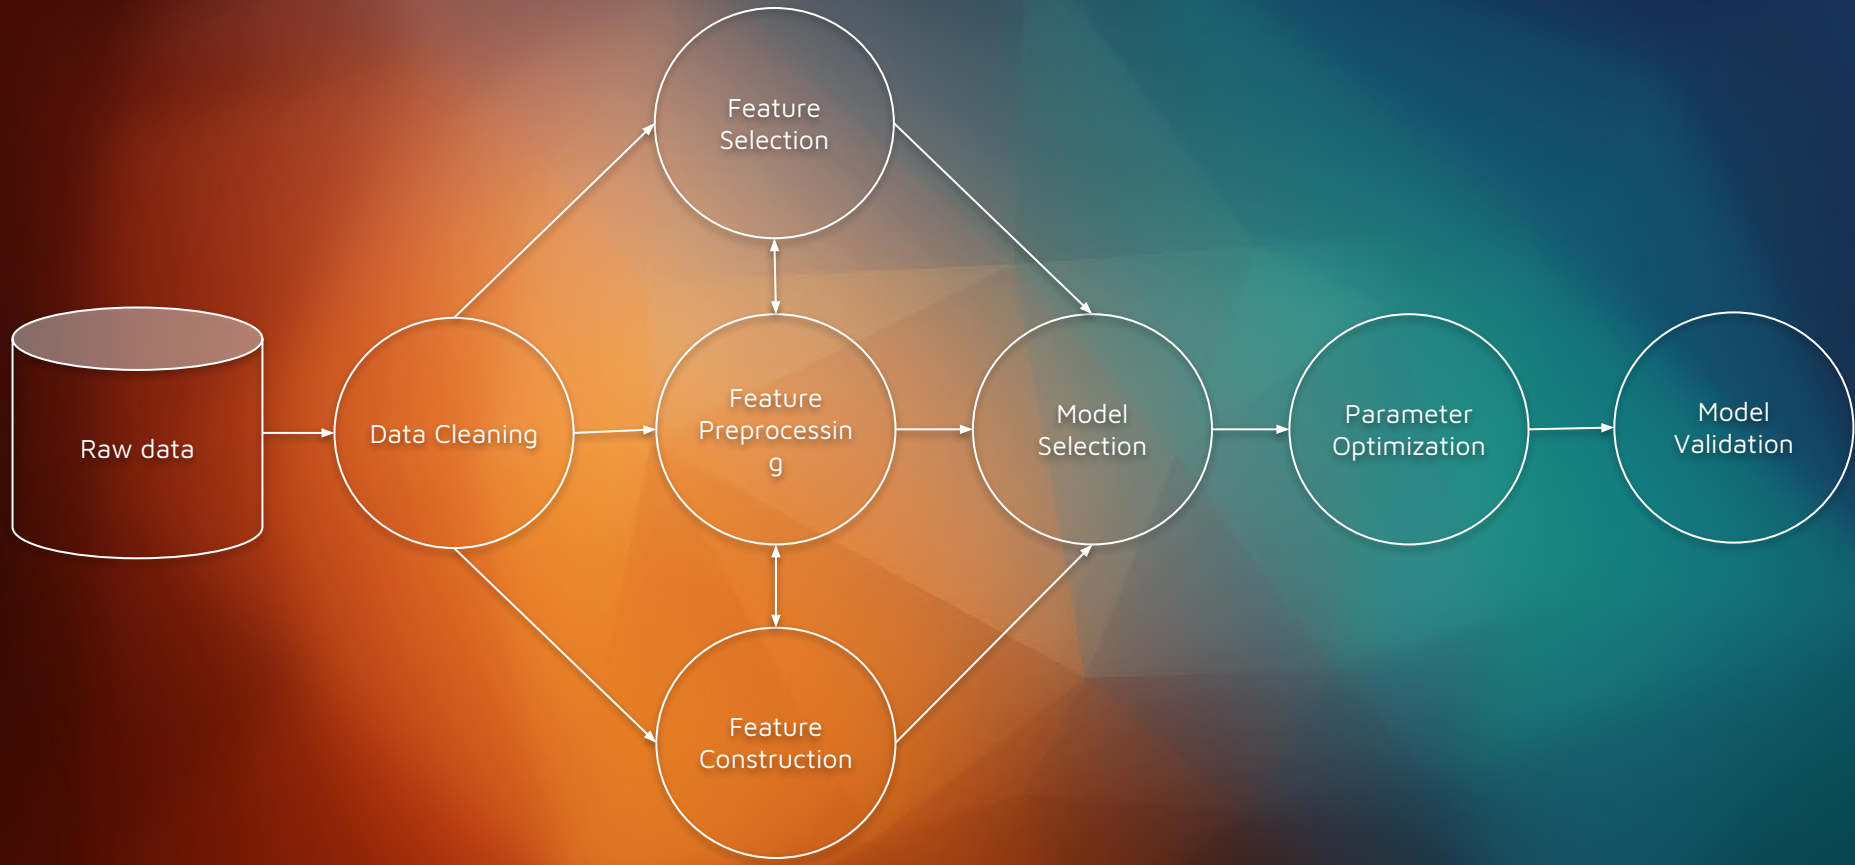 Raw data
Data Cleaning
Feature
Selection
Feature
Preprocessin
g
Feature
Construction
Model
Selection
Parameter
Optimization
Model
Validation